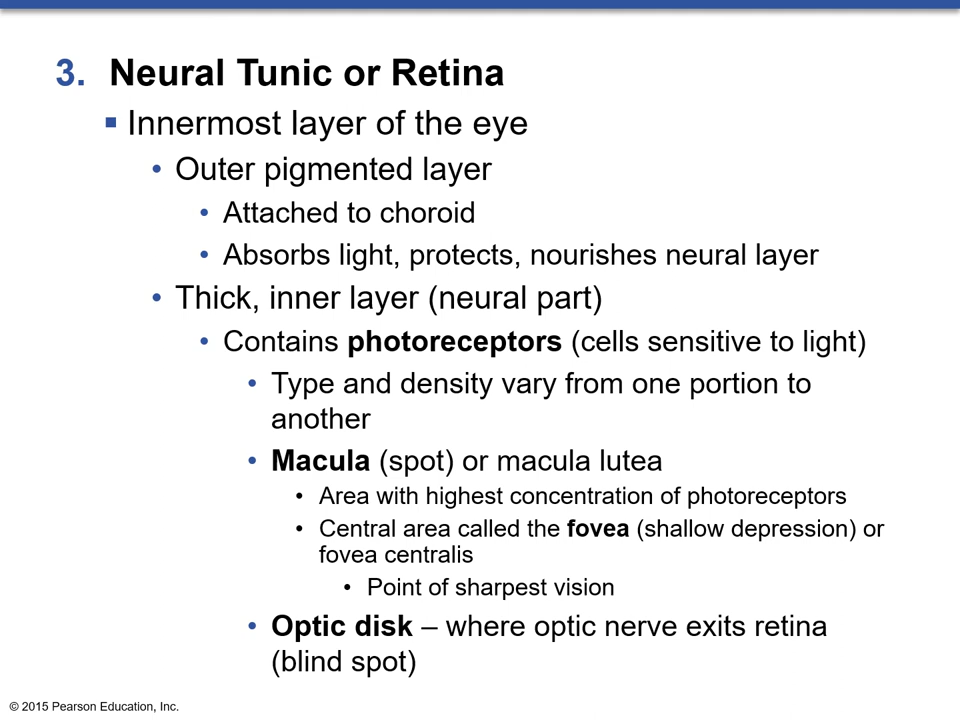 3. Neural Tunic or Retina
▪ Innermost layer of the eye
• Outer pigmented layer
• Attached to choroid
• Absorbs light, protects, nourishes neural layer
• Thick, inner layer (neural part)
• Contains photoreceptors (cells sensitive to light)
• Type and density vary from one portion to
another
• Macula (spot) or macula lutea
• Area with highest concentration of photoreceptors
• Central area called the fovea (shallow depression) or
fovea centralis
• Point of sharpest vision
• Optic disk – where optic nerve exits retina
(blind spot)
© 2015 Pearson Education, Inc.